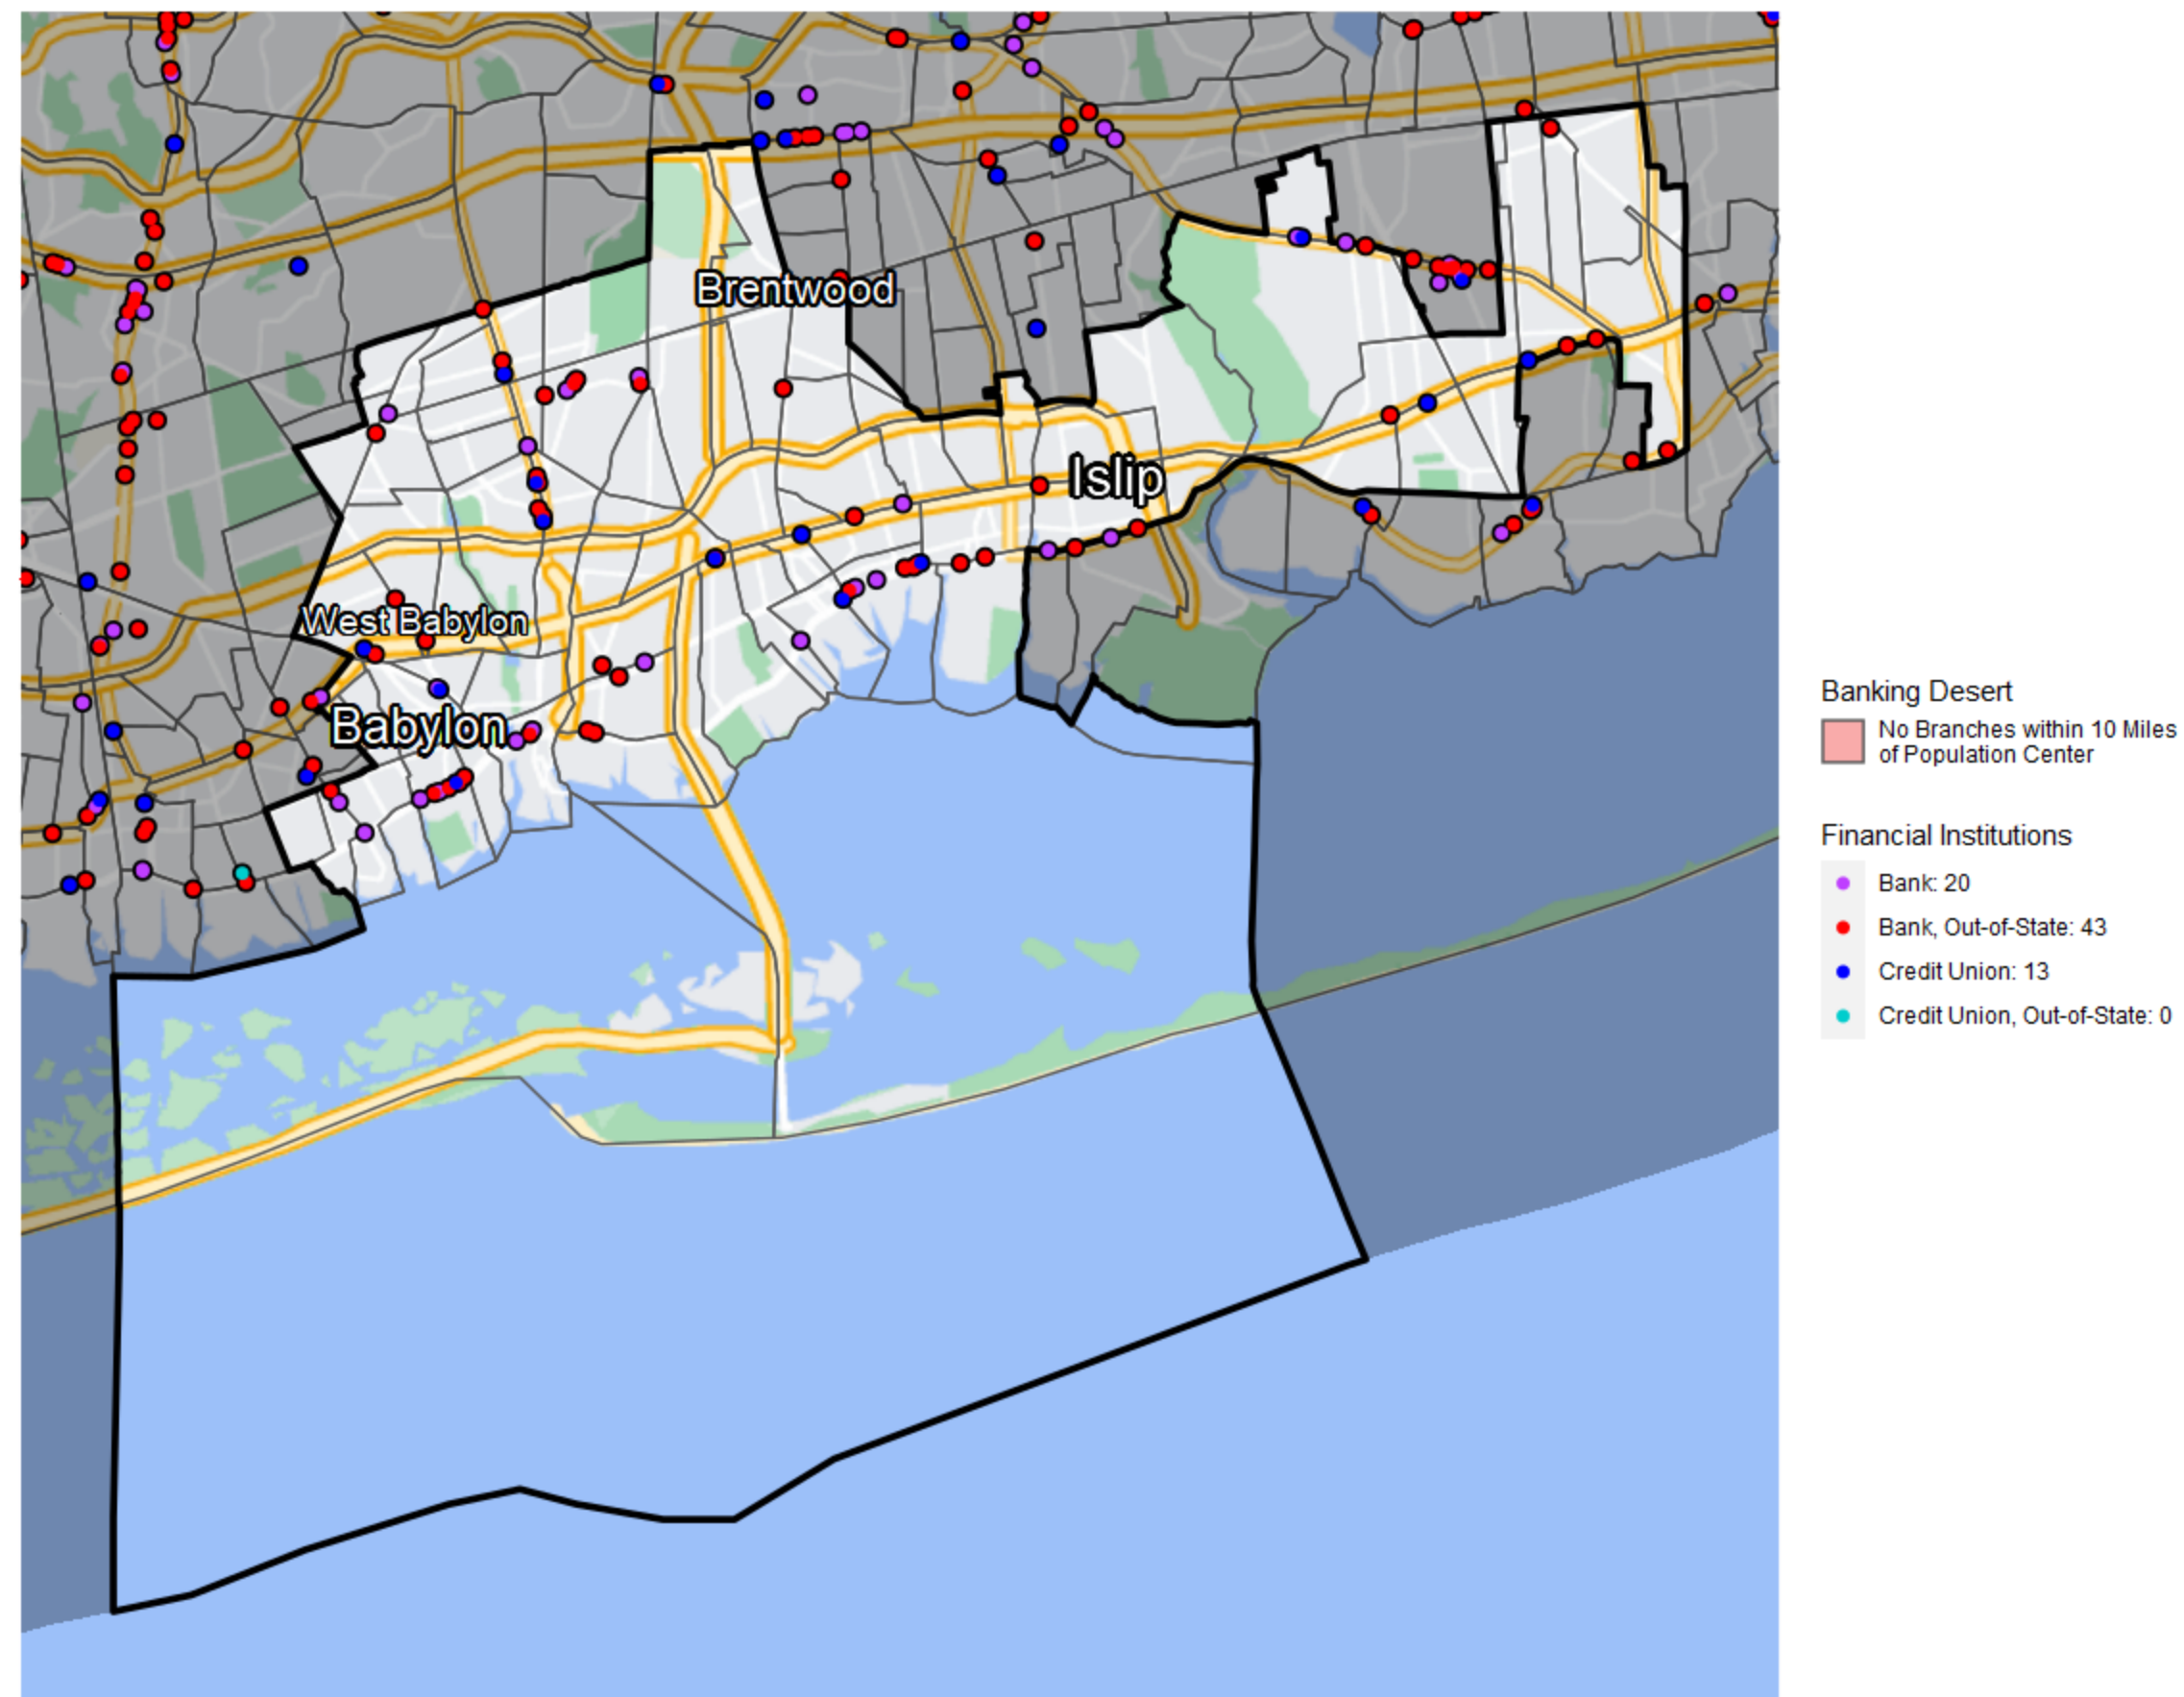 Brentwood
Islip
West Babylon
Babylon
Banking Desert
No Branches within 10 Miles
of Population Center
Financial Institutions
Bank: 20
Bank, Out-of-State: 43
Credit Union: 13
Credit Union, Out-of-State: 0